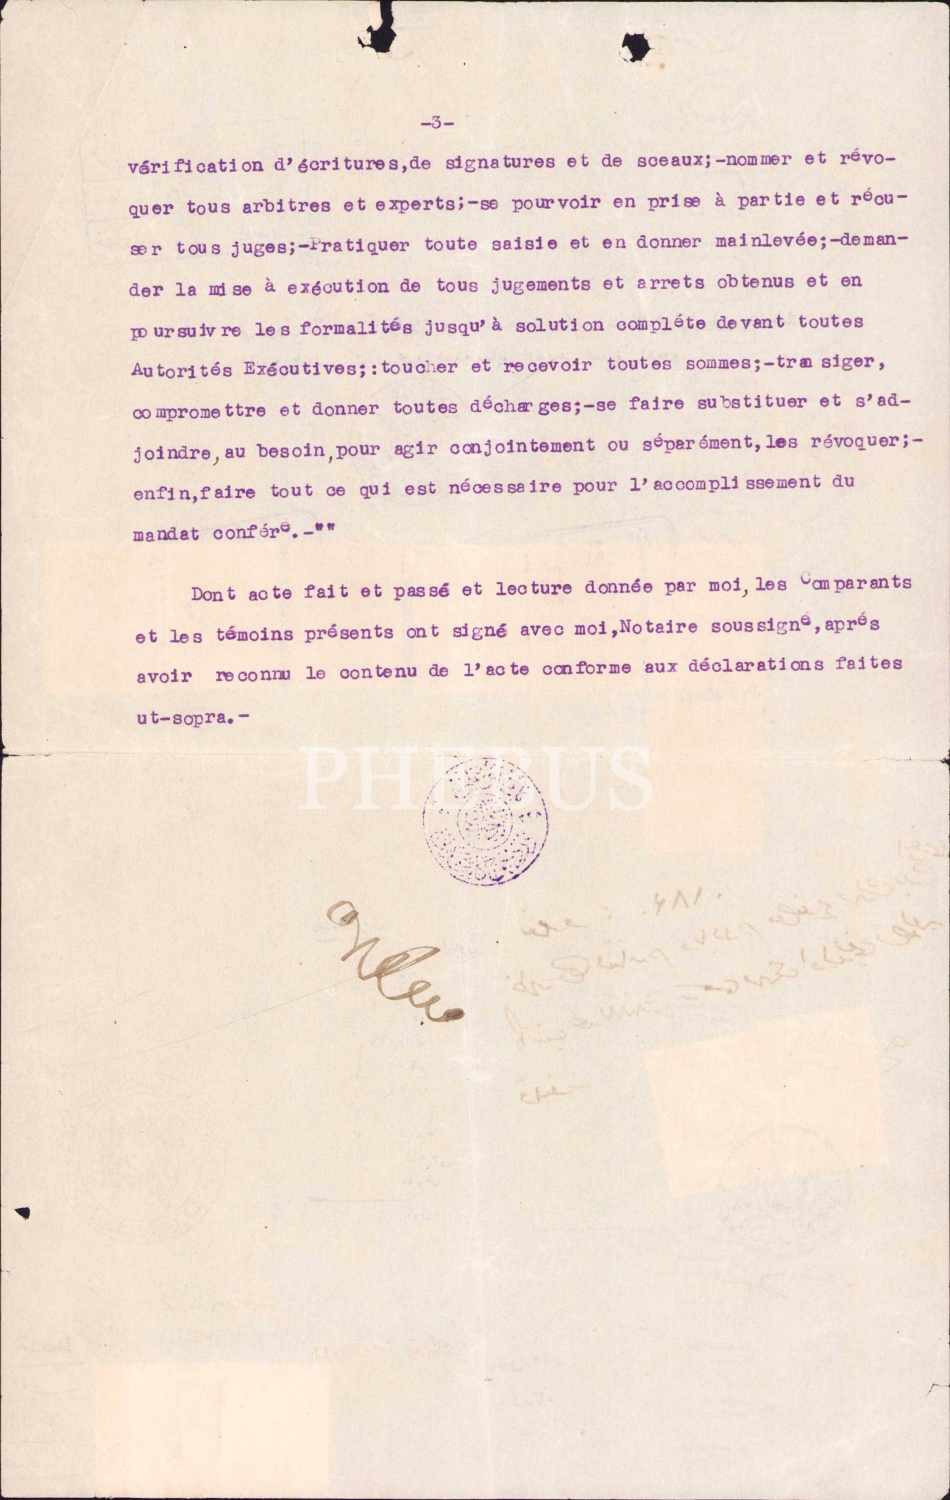 -3-
vérification d'écritures,de signatures et de sceaux;-nommer et révo-
quer tous arbitres et experts;-se pourvoir en prise à partie et récu-
ser tous juges;-Pratiquer toute saisie et en donner mainlevée;-deman-
der la mise à exécution de tous jugements et arrets obtenus et en
poursuivre les formalités jusqu'à solution complète devant toutes
Autorités Exécutives;:toucher et recevoir toutes sommes;-transiger,
compromettre et donner toutes décharges;-se faire substituer et s'ad-
joindre,au besoin,pour agir conjointement ou séparément,les révoquer;-
enfin,faire tout ce qui est nécessaire pour l'accomplissement du
mandat conféré.-""
Dont acte fait et passé et lecture donnée par moi,les Comparants
et les témoins présents ont signé avec moi,Notaire soussigné,aprés
avoir reconnu le contenu de l'acte conforme aux déclarations faites
ut-sopra.-
PHEBUS